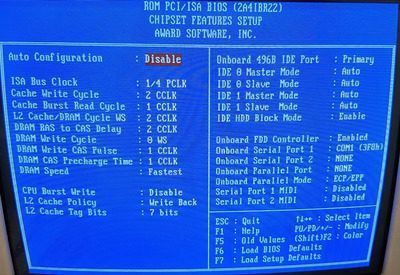 ROM PCI/ISA BIOS (2A4IBR22)
CHIPSET FEATURES SETUP
AWARD SOFTWARE, INC.
Auto Configuration : Disable
ISA Bus Clock : 1/4 PCLK
Cache Write Cycle : 2 CCLK
Cache Burst Read Cycle : 1 CCLK
L2 Cache/DRAM Cycle WS : 2 CCLK
DRAM RAS to CAS Delay : 2 CCLK
DRAM Write Cycle : 0 WS
DRAM Write CAS Pulse : 1 CCLK
DRAM CAS Precharge Time : 1 CCLK
DRAM Speed : Fastest
CPU Burst Write : Disable
L2 Cache Policy : Write Back
L2 Cache Tag Bits : 7 bits
Onboard 496B IDE Port : Primary
IDE 0 Master Mode : Auto
IDE 0 Slave Mode : Auto
IDE 1 Master Mode : Auto
IDE 1 Slave Mode : Auto
IDE HDD Block Mode : Enable
Onboard FDD Controller : Enabled
Onboard Serial Port 1 : COM1 (3F8h)
Onboard Serial Port 2 : NONE
Onboard Parallel Port : NONE
Onboard Parallel Mode : ECP/EPP
Serial Port 1 MIDI : Disabled
Serial Port 2 MIDI : Disabled
ESC : Quit ↑↓→← : Select Item
F1 : Help PU/PD/+/- : Modify
F5 : Old Values (Shift)F2 : Color
F6 : Load BIOS Defaults
F7 : Load Setup Defaults